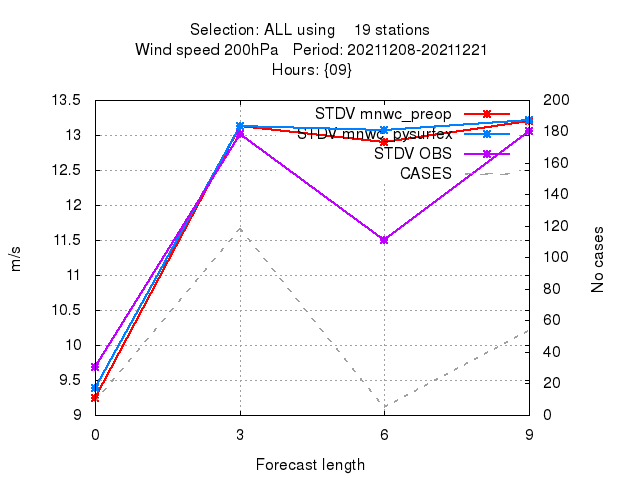 Selection: ALL using    19 stations
Wind speed 200hPa   Period: 20211208-20211221
Hours: {09}
STDV mnwc_preop
STDV mnwc_pysurfex
STDV OBS
CASES
13.5
13
12.5
12
11.5
11
10.5
10
9.5
9
200
180
160
140
120
100
80
60
40
20
0
m/s
No cases
0 3 6 9
Forecast length